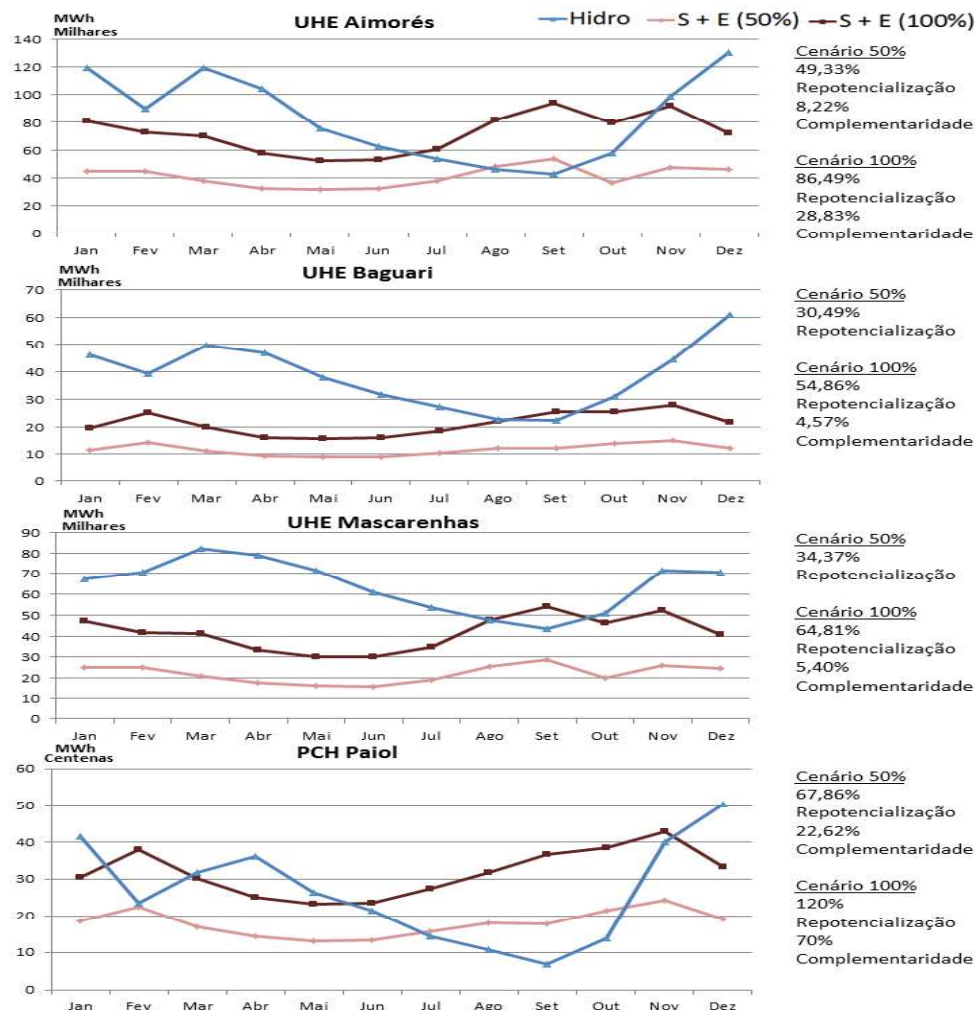 MWh
Milhares
UHE Aimorés
Hidro
S + E (50%)
S + E (100%)
140
120
100
80
60
40
20
0
Jan Fev Mar Abr Mai Jun Jul Ago Set Out Nov Dez
Cenário 50%
49,33%
Repotencialização
8,22%
Complementaridade
Cenário 100%
86,49%
Repotencialização
28,83%
Complementaridade
MWh
Milhares
UHE Baguari
70
60
50
40
30
20
10
0
Jan Fev Mar Abr Mai Jun Jul Ago Set Out Nov Dez
Cenário 50%
30,49%
Repotencialização
Cenário 100%
54,86%
Repotencialização
4,57%
Complementaridade
MWh
Milhares
UHE Mascarenhas
90
80
70
60
50
40
30
20
10
0
Jan Fev Mar Abr Mai Jun Jul Ago Set Out Nov Dez
Cenário 50%
34,37%
Repotencialização
Cenário 100%
64,81%
Repotencialização
5,40%
Complementaridade
MWh
Centenas
PCH Paiol
60
50
40
30
20
10
0
Jan Fev Mar Abr Mai Jun Jul Ago Set Out Nov Dez
Cenário 50%
67,86%
Repotencialização
22,62%
Complementaridade
Cenário 100%
120%
Repotencialização
70%
Complementaridade